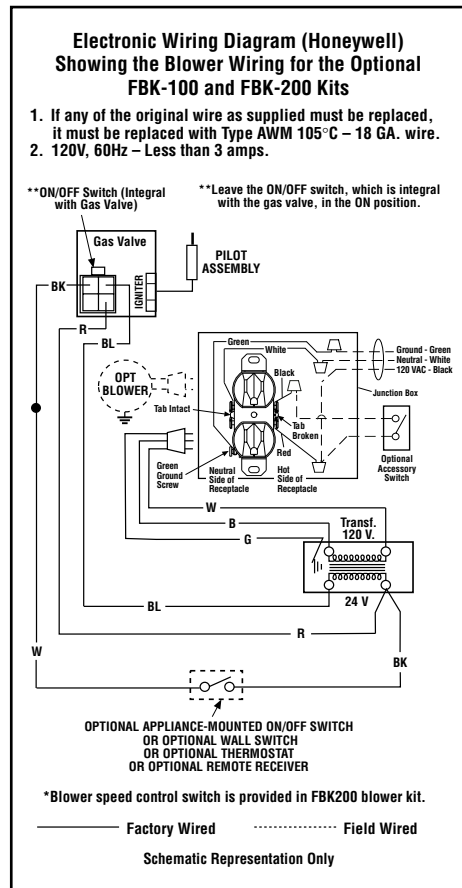 Electronic Wiring Diagram (Honeywell)
Showing the Blower Wiring for the Optional
FBK-100 and FBK-200 Kits
1. If any of the original wire as supplied must be replaced,
it must be replaced with Type AWM 105°C – 18 GA. wire.
2. 120V, 60Hz – Less than 3 amps.
**ON/OFF Switch (Integral
with Gas Valve)
**Leave the ON/OFF switch, which is integral
with the gas valve, in the ON position.
Gas Valve
IGNITER
PILOT
ASSEMBLY
BK
R
BL
OPT
BLOWER
Green
White
Black
Ground - Green
Neutral - White
120 VAC - Black
Junction Box
Tab Intact
Tab
Broken
Red
Green
Ground
Screw
Neutral
Side of
Receptacle
Hot
Side of
Receptacle
Optional
Accessory
Switch
W
B
G
Transf.
120 V.
24 V
BL
R
W
BK
OPTIONAL APPLIANCE-MOUNTED ON/OFF SWITCH
OR OPTIONAL WALL SWITCH
OR OPTIONAL THERMOSTAT
OR OPTIONAL REMOTE RECEIVER
*Blower speed control switch is provided in FBK200 blower kit.
Factory Wired
Field Wired
Schematic Representation Only